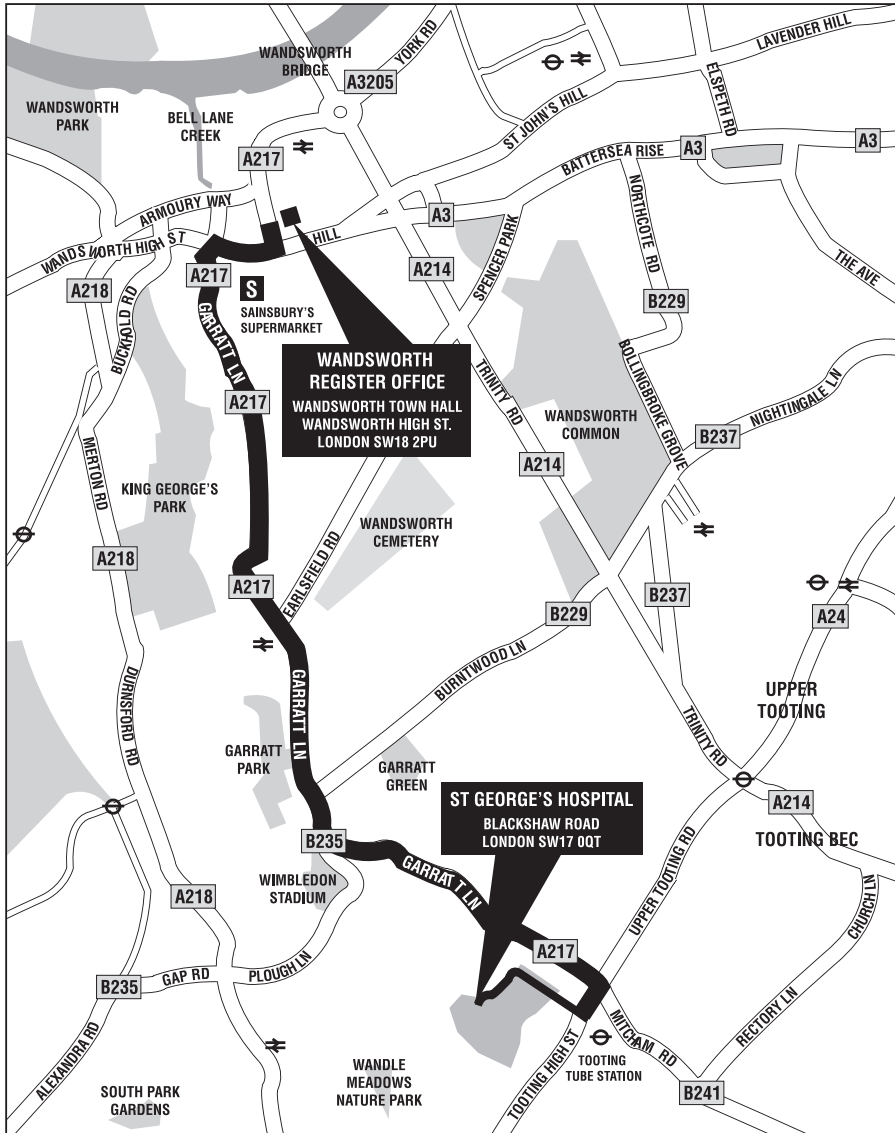 LAVENDER HILL
WANDSWORTH
BRIDGE
YORK RD
A3205
ELSPETH RD
WANDSWORTH
PARK
BELL LANE
CREEK
ST JOHN'S HILL
A217
BATTERSEA RISE
A3
A3
ARMOURY WAY
NORTHCOTE RD
WANDSWORTH HIGH ST
HILL
A3
SPENCER PARK
A217
A214
THE AVE
A218
S
SAINSBURY'S
SUPERMARKET
B229
BUCKHOLD RD
GARRATT LN
WANDSWORTH
REGISTER OFFICE
WANDSWORTH TOWN HALL
WANDSWORTH HIGH ST.
LONDON SW18 2PU
BOLLINGBROKE GROVE
TRINITY RD
NIGHTINGALE LN
A217
WANDSWORTH
COMMON
B237
MERTON RD
A214
KING GEORGE'S
PARK
WANDSWORTH
CEMETERY
EARLSFIELD RD
A218
A217
B237
B229
A24
BURNTWOOD LN
DURNSFORD RD
GARRATT LN
UPPER
TOOTING
TRINITY RD
GARRATT
PARK
GARRATT
GREEN
ST GEORGE'S HOSPITAL
BLACKSHAW ROAD
LONDON SW17 0QT
A214
B235
TOOTING BEC
GARRATT LN
UPPER TOOTING RD
WIMBLEDON
STADIUM
A218
CHURCH LN
A217
GAP RD
PLOUGH LN
B235
RECTORY LN
MITCHAM RD
ALEXANDRA RD
TOOTING HIGH ST
TOOTING
TUBE STATION
WANDLE
MEADOWS
NATURE PARK
SOUTH PARK
GARDENS
B241